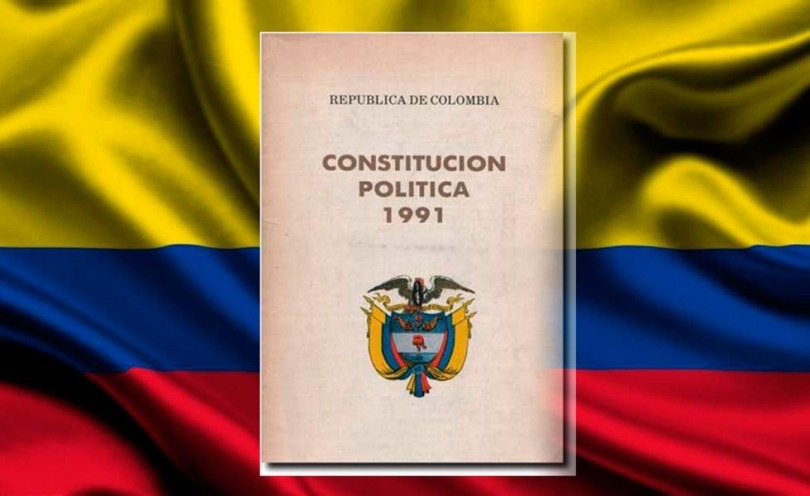 REPUBLICA DE COLOMBIA
CONSTITUCION
POLITICA
1991